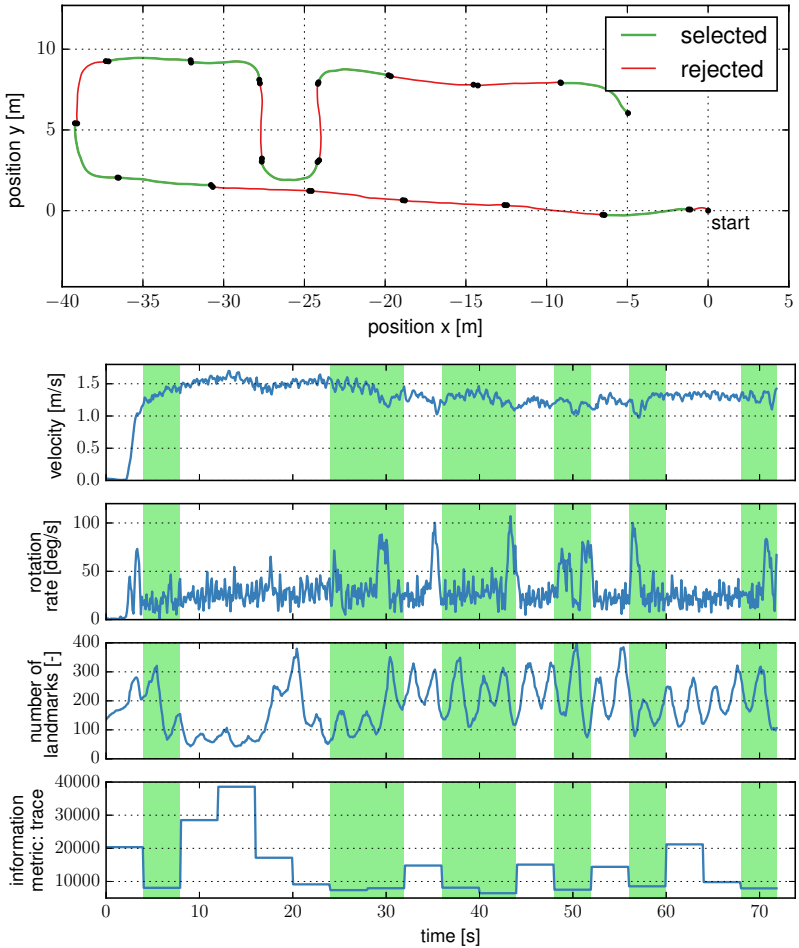 selected
rejected
10
5
0
position y [m]
start
−40
−35
−30
−25
−20
−15
−10
−5
0
5
position x [m]
1.5
1.0
0.5
0.0
velocity [m/s]
100
50
0
rotation
rate [deg/s]
400
300
200
100
0
number of
landmarks [-]
40000
30000
20000
10000
information
metric: trace
0
10
20
30
40
50
60
70
time [s]